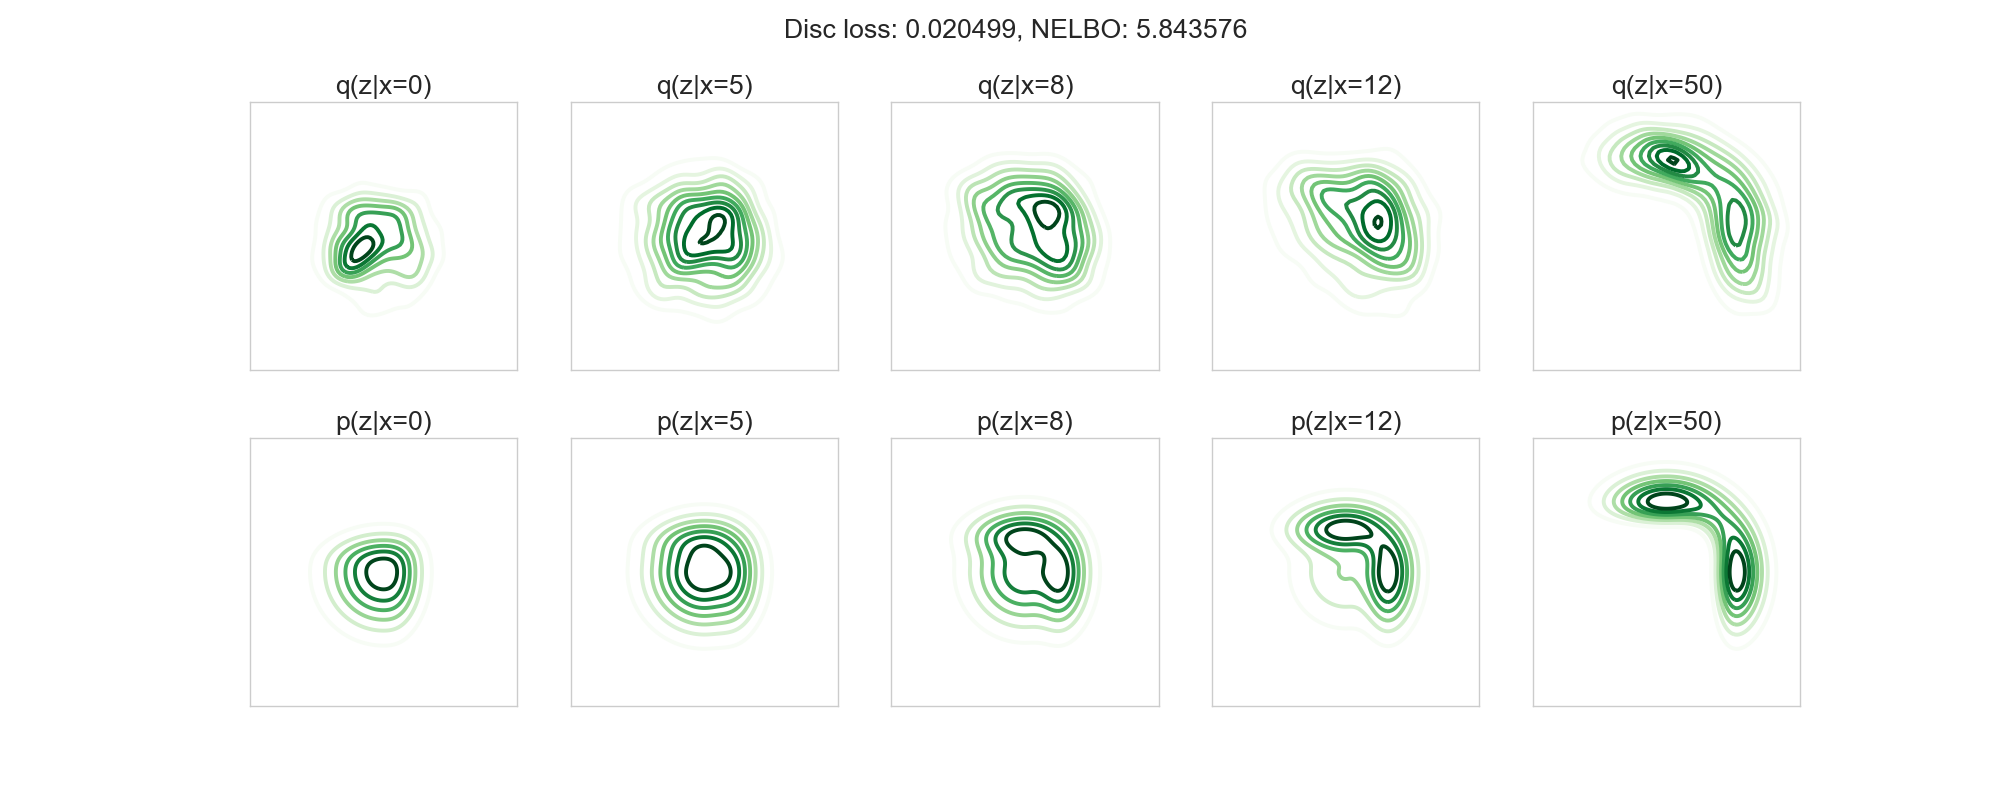 Disc loss: 0.020499, NELBO: 5.843576
q(z|x=0) q(z|x=5) q(z|x=8) q(z|x=12) q(z|x=50)
p(z|x=0) p(z|x=5) p(z|x=8) p(z|x=12) p(z|x=50)